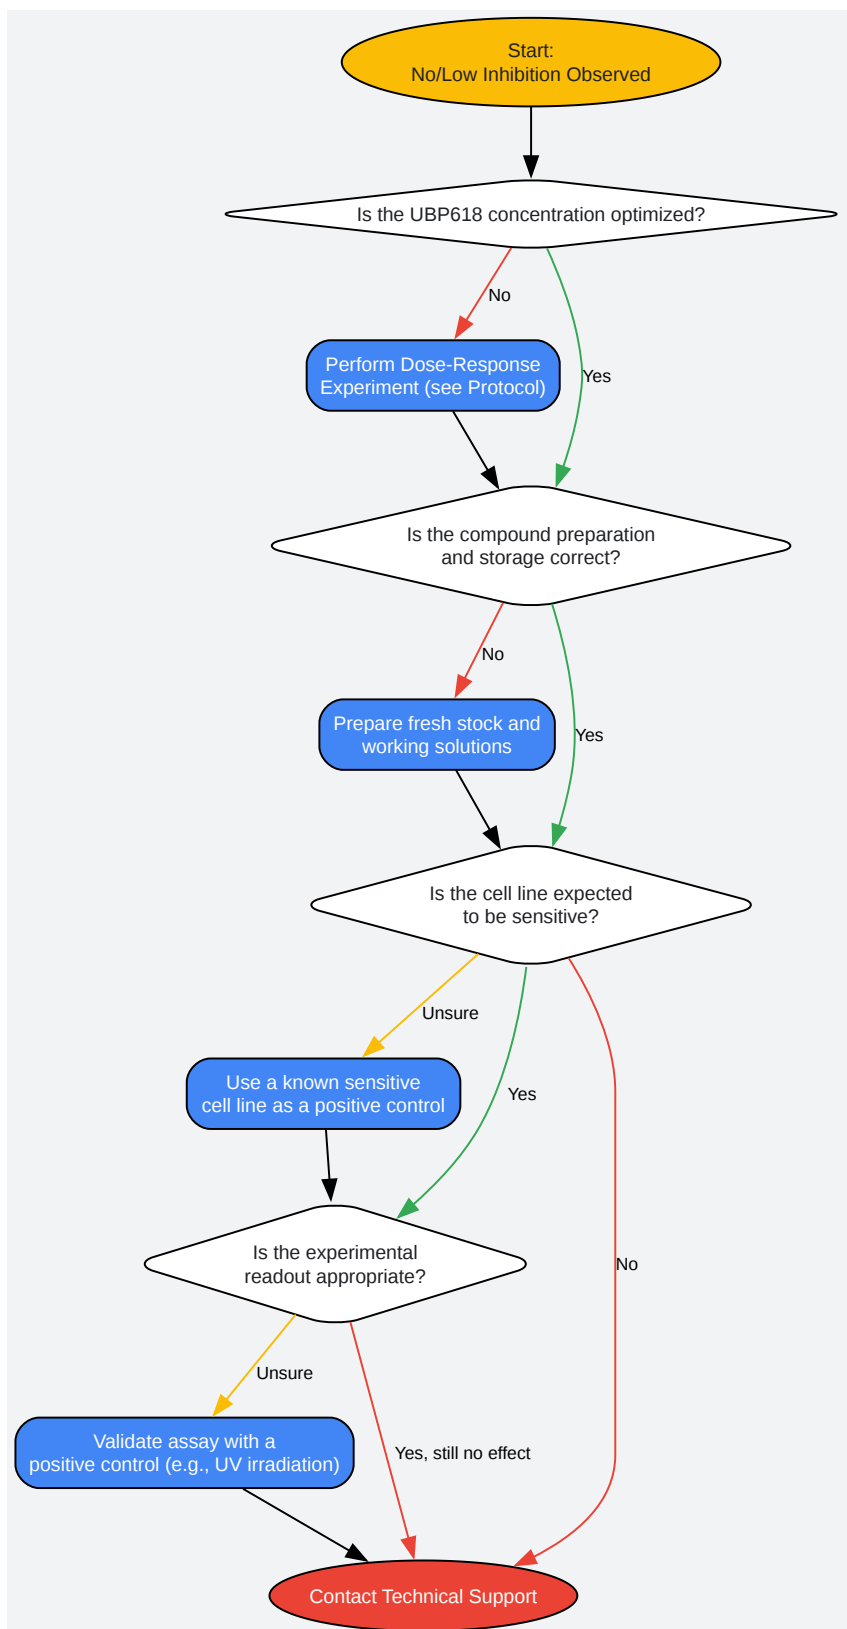 Start:
No/Low Inhibition Observed
Is the UBP618 concentration optimized?
No
Perform Dose-Response
Experiment (see Protocol)
Yes
Is the compound preparation
and storage correct?
No
Prepare fresh stock and
working solutions
Yes
Is the cell line expected
to be sensitive?
Unsure
Use a known sensitive
cell line as a positive control
Yes
Is the experimental
readout appropriate?
No
Unsure
Validate assay with a
positive control (e.g., UV irradiation)
Yes, still no effect
Contact Technical Support